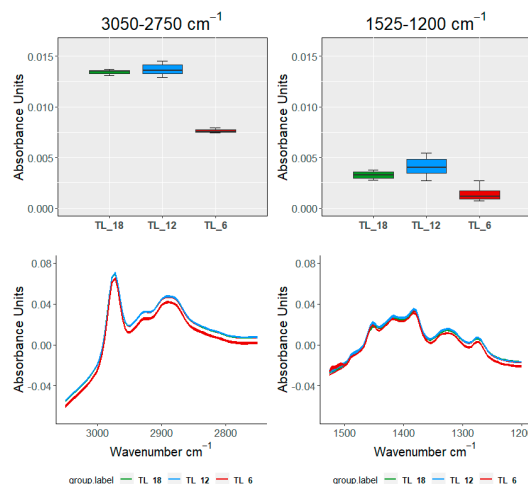 3050-2750 cm⁻¹
Absorbance Units
0.015
0.010
0.005
0.000
TL_18 TL_12 TL_6
1525-1200 cm⁻¹
Absorbance Units
0.015
0.010
0.005
0.000
TL_18 TL_12 TL_6
Absorbance Units
0.08
0.04
0.00
-0.04
3000 2900 2800
Wavenumber cm⁻¹
group.label TL 18 TL 12 TL 6
Absorbance Units
0.08
0.04
0.00
-0.04
1500 1400 1300 120
Wavenumber cm⁻¹
group.label TL 18 TL 12 TL 6